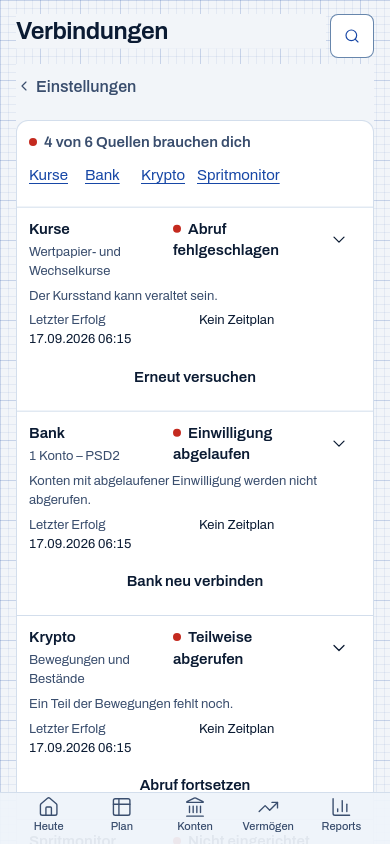 Verbindungen
Einstellungen
4 von 6 Quellen brauchen dich
Kurse Bank Krypto Spritmonitor
Kurse
Abruf fehlgeschlagen
Wertpapier- und
Wechselkurse
Der Kursstand kann veraltet sein.
Letzter Erfolg
17.09.2026 06:15
Kein Zeitplan
Erneut versuchen
Bank
Einwilligung
abgelaufen
1 Konto – PSD2
Konten mit abgelaufener Einwilligung werden nicht
abgerufen.
Letzter Erfolg
17.09.2026 06:15
Kein Zeitplan
Bank neu verbinden
Krypto
Teilweise
abgerufen
Bewegungen und
Bestände
Ein Teil der Bewegungen fehlt noch.
Letzter Erfolg
17.09.2026 06:15
Kein Zeitplan
Abruf fortsetzen
Heute Plan Konten Vermögen Reports
Spritmonitor Nicht eingerichtet